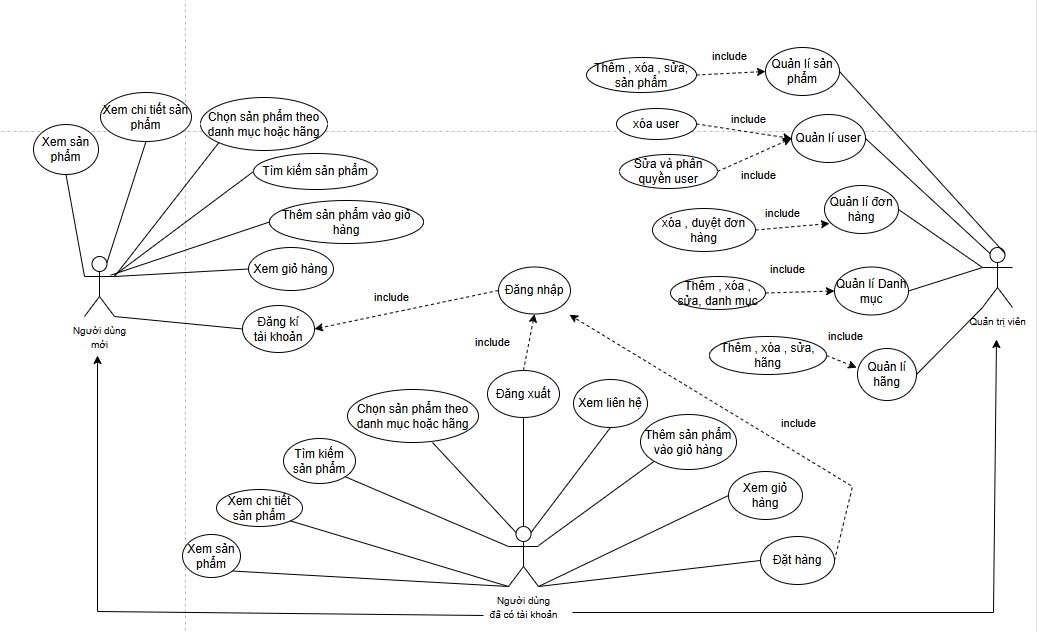 include
Quản lí sản
phẩm
Thêm , xóa , sửa,
sản phẩm
Xem chi tiết sản
phẩm
Chọn sản phẩm theo
danh mục hoặc hãng
xóa user
include
Quản lí user
Xem sản
phẩm
Tìm kiếm sản phẩm
Sửa và phân
quyền user
include
Thêm sản phẩm vào giỏ
hàng
xóa , duyệt đơn
hàng
include
Quản lí đơn
hàng
Xem giỏ hàng
Thêm , xóa ,
sửa, danh mục
include
Quản lí Danh
mục
Đăng nhập
include
Đăng kí
tài khoản
Người dùng
mới
Quản trị viên
include
Thêm , xóa , sửa,
hãng
include
Quản lí
hãng
Đăng xuất
Xem liên hệ
Chọn sản phẩm theo
danh mục hoặc hãng
include
Thêm sản phẩm
vào giỏ hàng
Tìm kiếm
sản phẩm
Xem giỏ
hàng
Xem chi tiết
sản phẩm
Xem sản
phẩm
Đặt hàng
Người dùng
đã có tài khoản